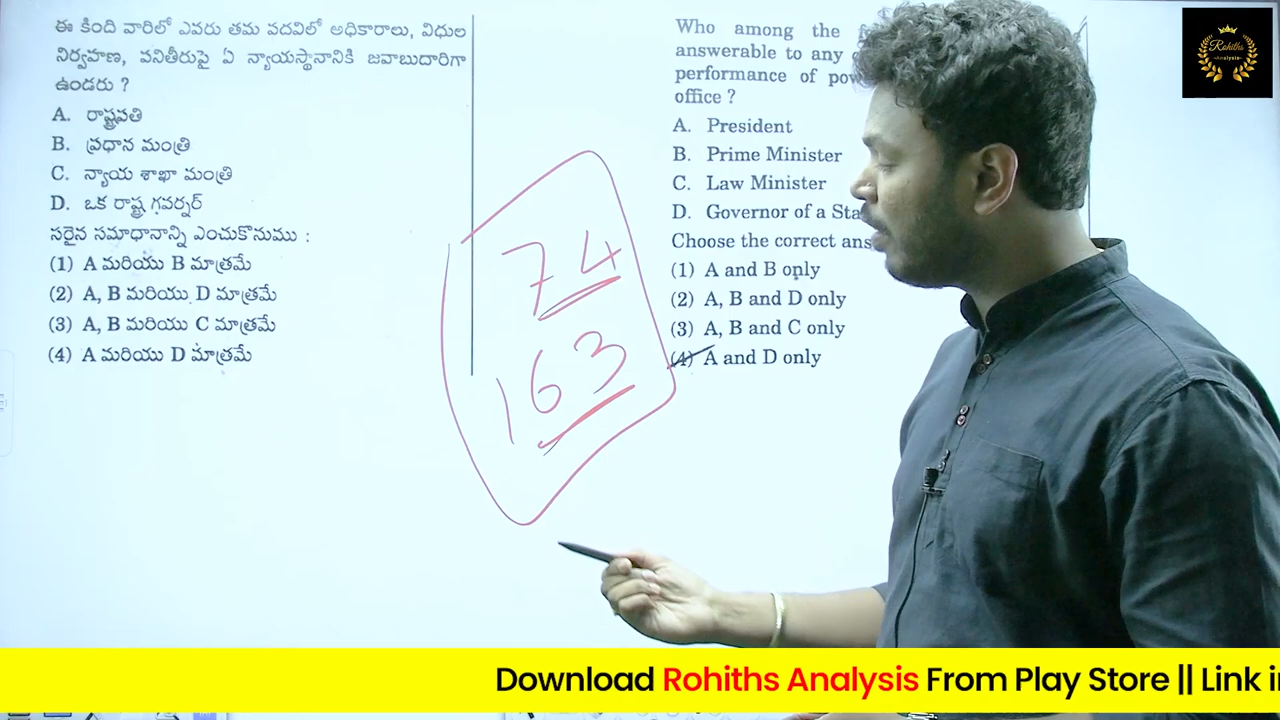 ఈ కింది వారిలో ఎవరు తమ పదవిలో అధికారాలు, విధుల
నిర్వహణ, పనితీరుపై ఏ న్యాయస్థానానికి జవాబుదారీగా
ఉండరు ?
A. రాష్ట్రపతి
B. ప్రధాన మంత్రి
C. న్యాయ శాఖా మంత్రి
D. ఒక రాష్ట్ర గవర్నర్
సరైన సమాధానాన్ని ఎంచుకొనుము :
(1) A మరియు B మాత్రమే
(2) A, B మరియు D మాత్రమే
(3) A, B మరియు C మాత్రమే
(4) A మరియు D మాత్రమే
74
163
Who among the
answerable to any
performance of
office ?
A. President
B. Prime Minister
C. Law Minister
D. Governor of a
Choose the correct
(1) A and B only
(2) A, B and D only
(3) A, B and C only
(4) A and D only
Rohiths
Analysis
Download Rohiths Analysis From Play Store || Link